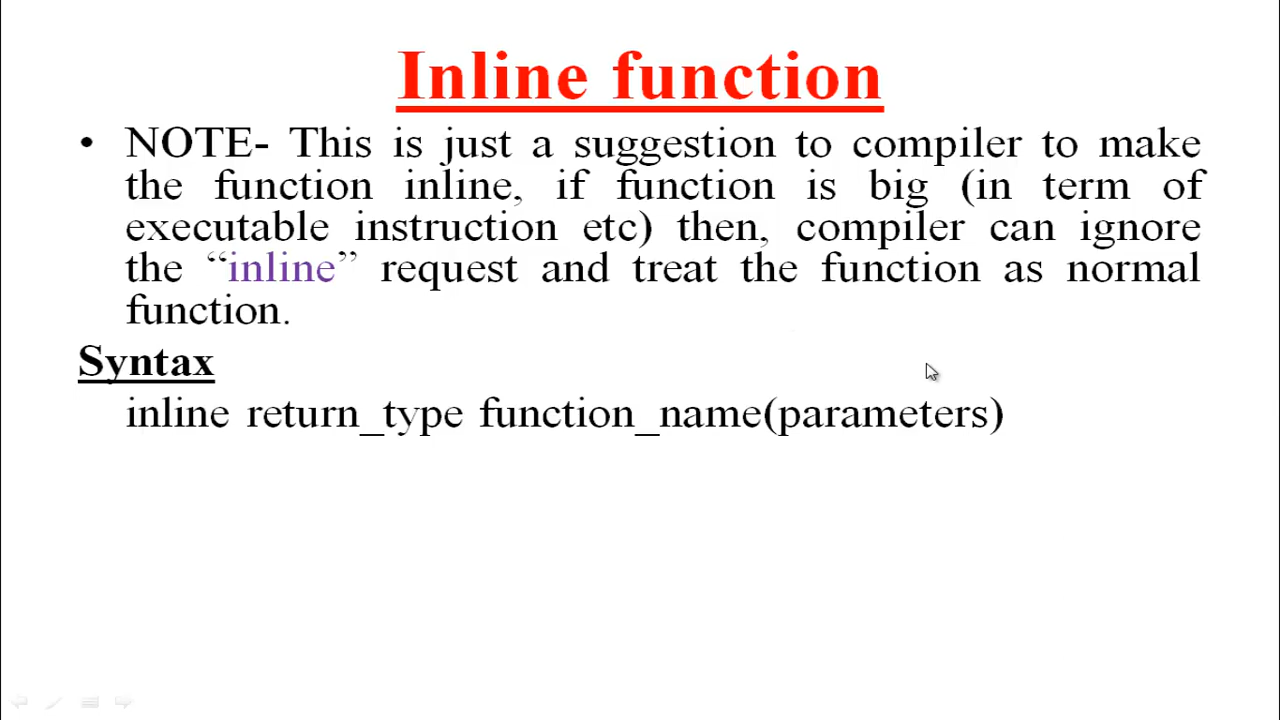 Inline function
• NOTE- This is just a suggestion to compiler to make
the function inline, if function is big (in term of
executable instruction etc) then, compiler can ignore
the “inline” request and treat the function as normal
function.
Syntax
inline return_type function_name(parameters)